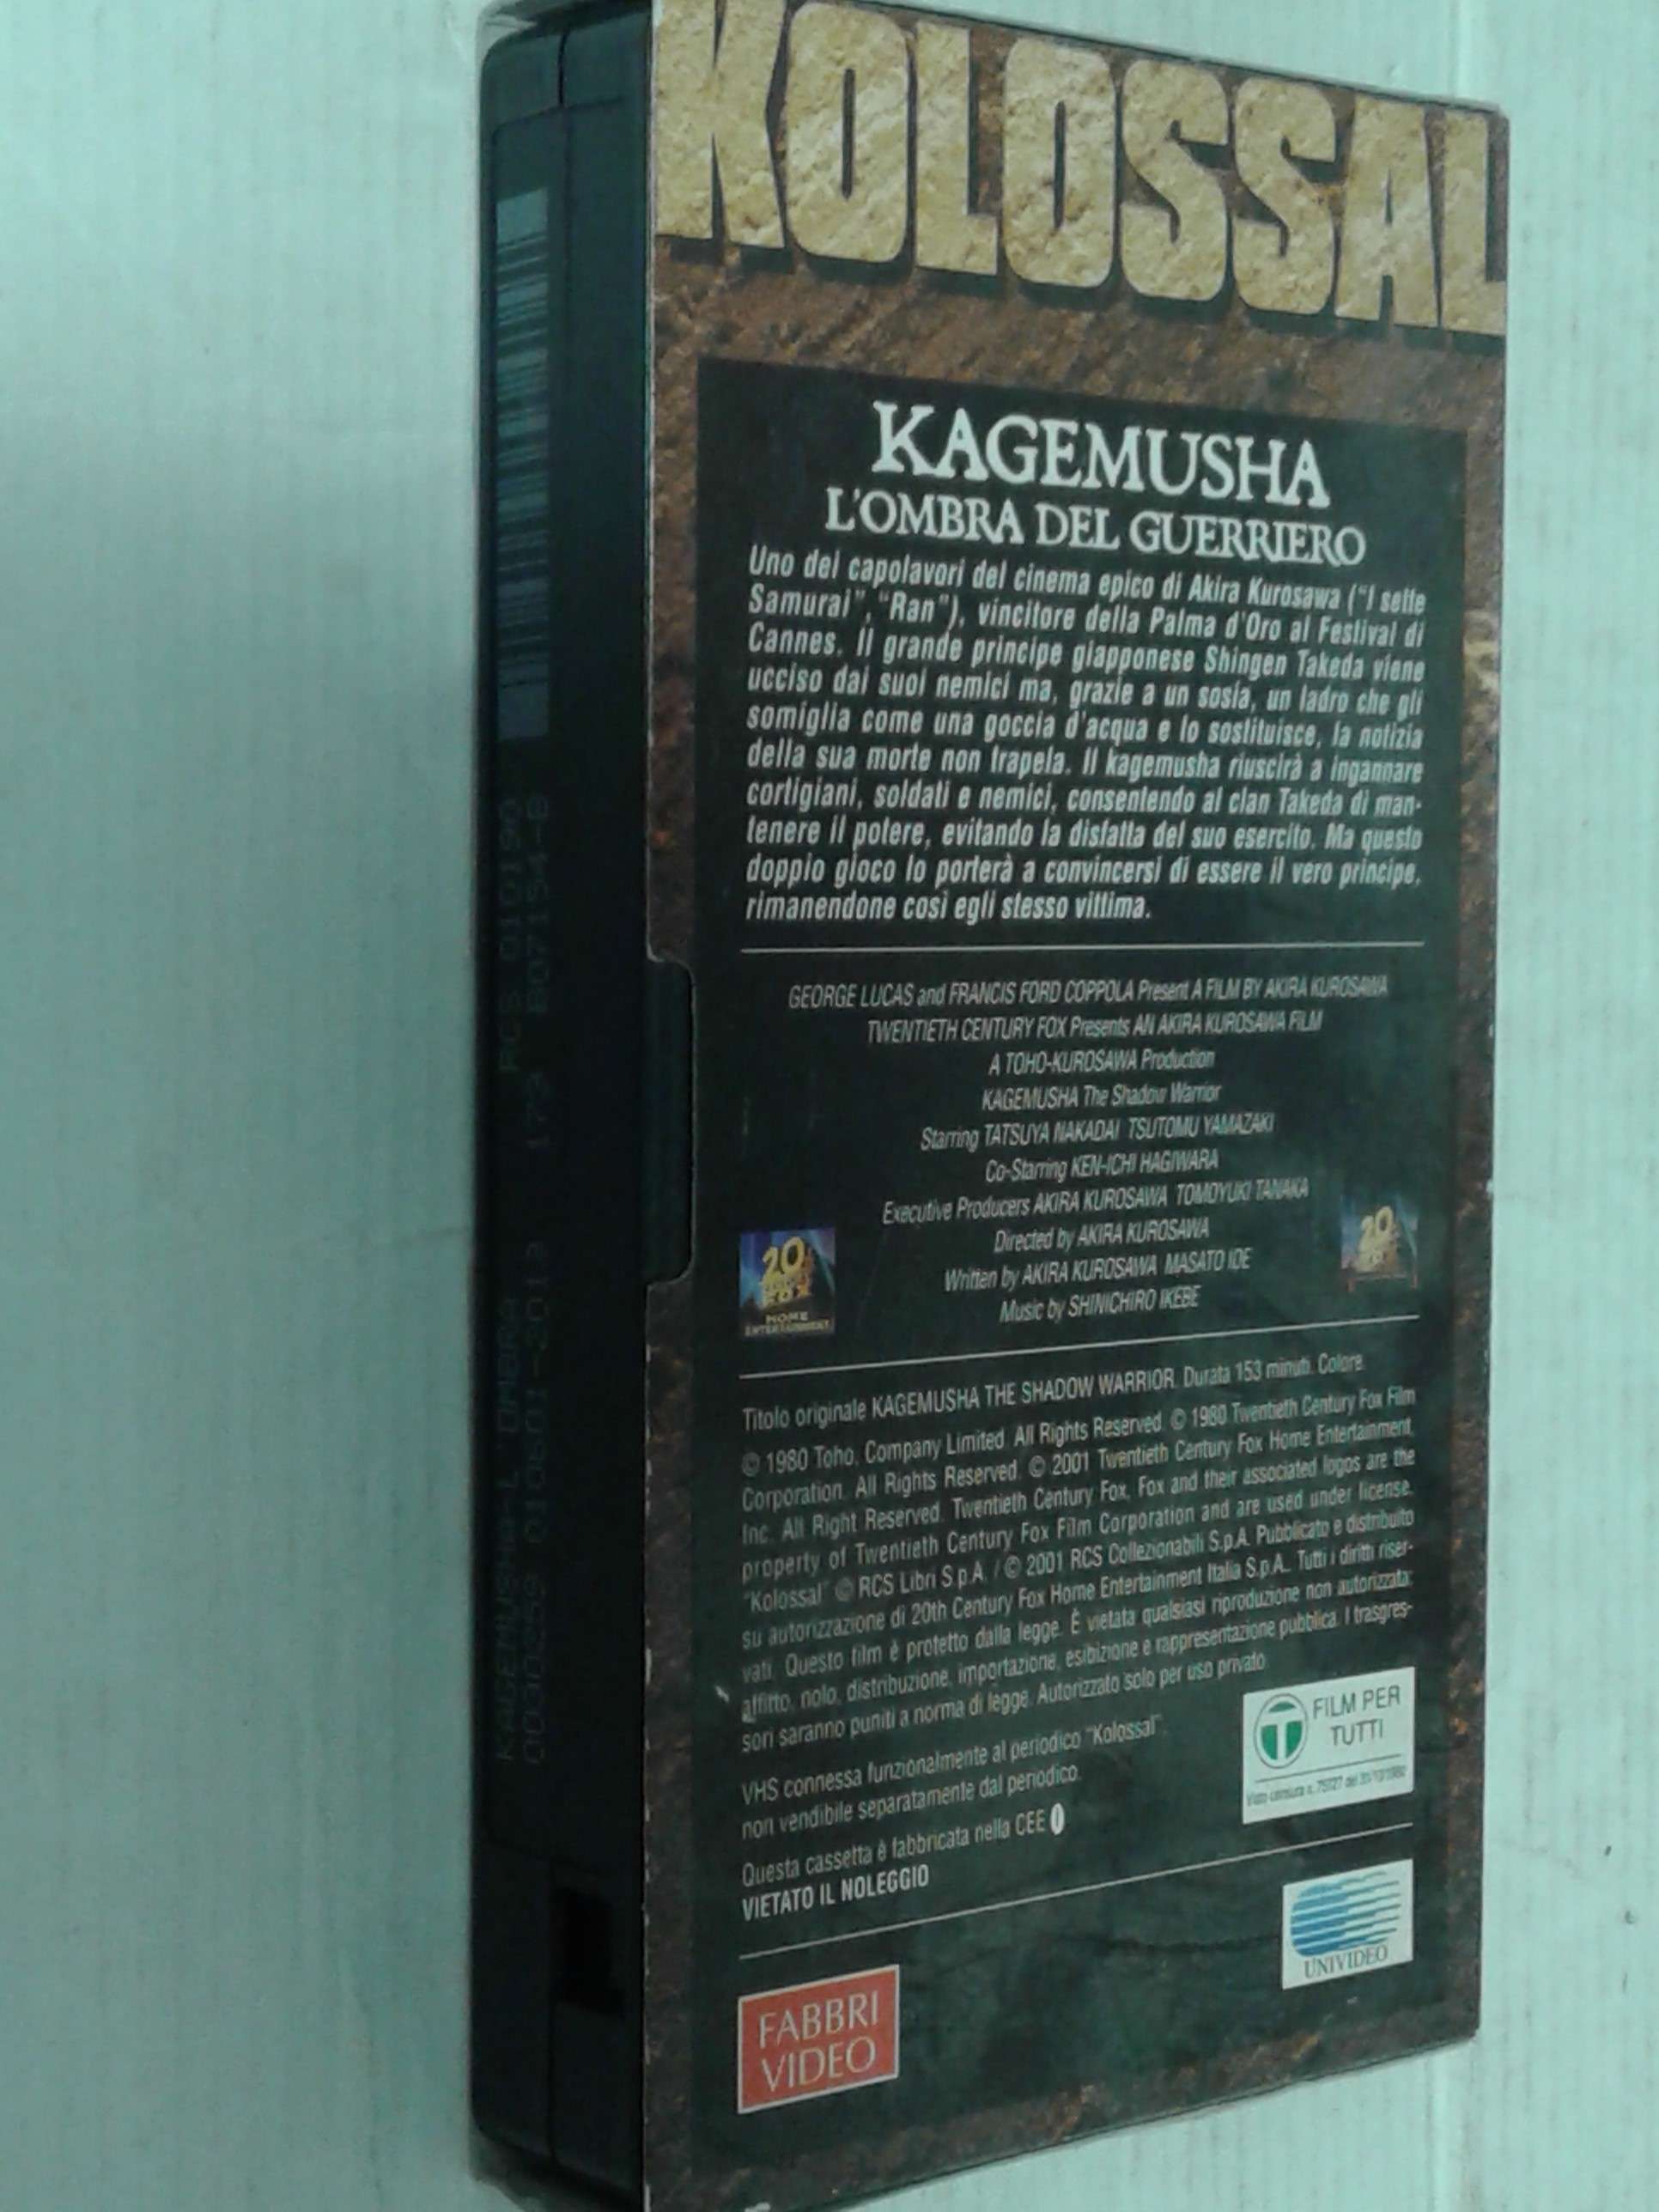 KOLOSSAL
KAGEMUSHA
L'OMBRA DEL GUERRIERO
Uno dei capolavori del cinema epico di Akira Kurosawa ("I sette
Samurai", "Ran"), vincitore della Palma d'Oro al Festival di
Cannes. Il grande principe giapponese Shingen Takeda viene
ucciso dai suoi nemici ma, grazie a un sosia, un ladro che gli
somiglia come una goccia d'acqua e lo sostituisce, la notizia
della sua morte non trapela. Il kagemusha riuscirà a ingannare
cortigiani, soldati e nemici, consentendo al clan Takeda di man-
tenere il potere, evitando la disfatta del suo esercito. Ma questo
doppio gioco lo porterà a convincersi di essere il vero principe,
rimanendone così egli stesso vittima.
GEORGE LUCAS and FRANCIS FORD COPPOLA Present A FILM BY AKIRA KUROSAWA
TWENTIETH CENTURY FOX Presents AN AKIRA KUROSAWA FILM
A TOHO-KUROSAWA Production
KAGEMUSHA The Shadow Warrior
Starring TATSUYA NAKADAI TSUTOMU YAMAZAKI
Co-Starring KEN-ICHI HAGIWARA
Executive Producers AKIRA KUROSAWA TOMOYUKI TANAKA
Directed by AKIRA KUROSAWA
Written by AKIRA KUROSAWA MASATO IDE
Music by SHINICHIRO IKEBE
20
FOX
HOME
ENTERTAINMENT
20
Titolo originale KAGEMUSHA THE SHADOW WARRIOR. Durata 153 minuti. Colore.
© 1980 Toho, Company Limited. All Rights Reserved. © 1980 Twentieth Century Fox Film
Corporation. All Rights Reserved. © 2001 Twentieth Century Fox Home Entertainment,
Inc. All Right Reserved. Twentieth Century Fox, Fox and their associated logos are the
property of Twentieth Century Fox Film Corporation and are used under license.
"Kolossal" © RCS Libri S.p.A. / © 2001 RCS Collezionabili S.p.A. Pubblicato e distribuito
su autorizzazione di 20th Century Fox Home Entertainment Italia S.p.A.. Tutti i diritti riser-
vati. Questo film è protetto dalla legge. È vietata qualsiasi riproduzione non autorizzata;
affitto, nolo, distribuzione, importazione, esibizione e rappresentazione pubblica. I trasgres-
sori saranno puniti a norma di legge. Autorizzato solo per uso privato.
VHS connessa funzionalmente al periodico "Kolossal"
non vendibile separatamente dal periodico.
Questa cassetta è fabbricata nella CEE
VIETATO IL NOLEGGIO
T FILM PER
TUTTI
Visto censura n. 75727 del
UNIVIDEO
FABBRI
VIDEO
KAGEMUSHA-L'OMBRA RCS 010190